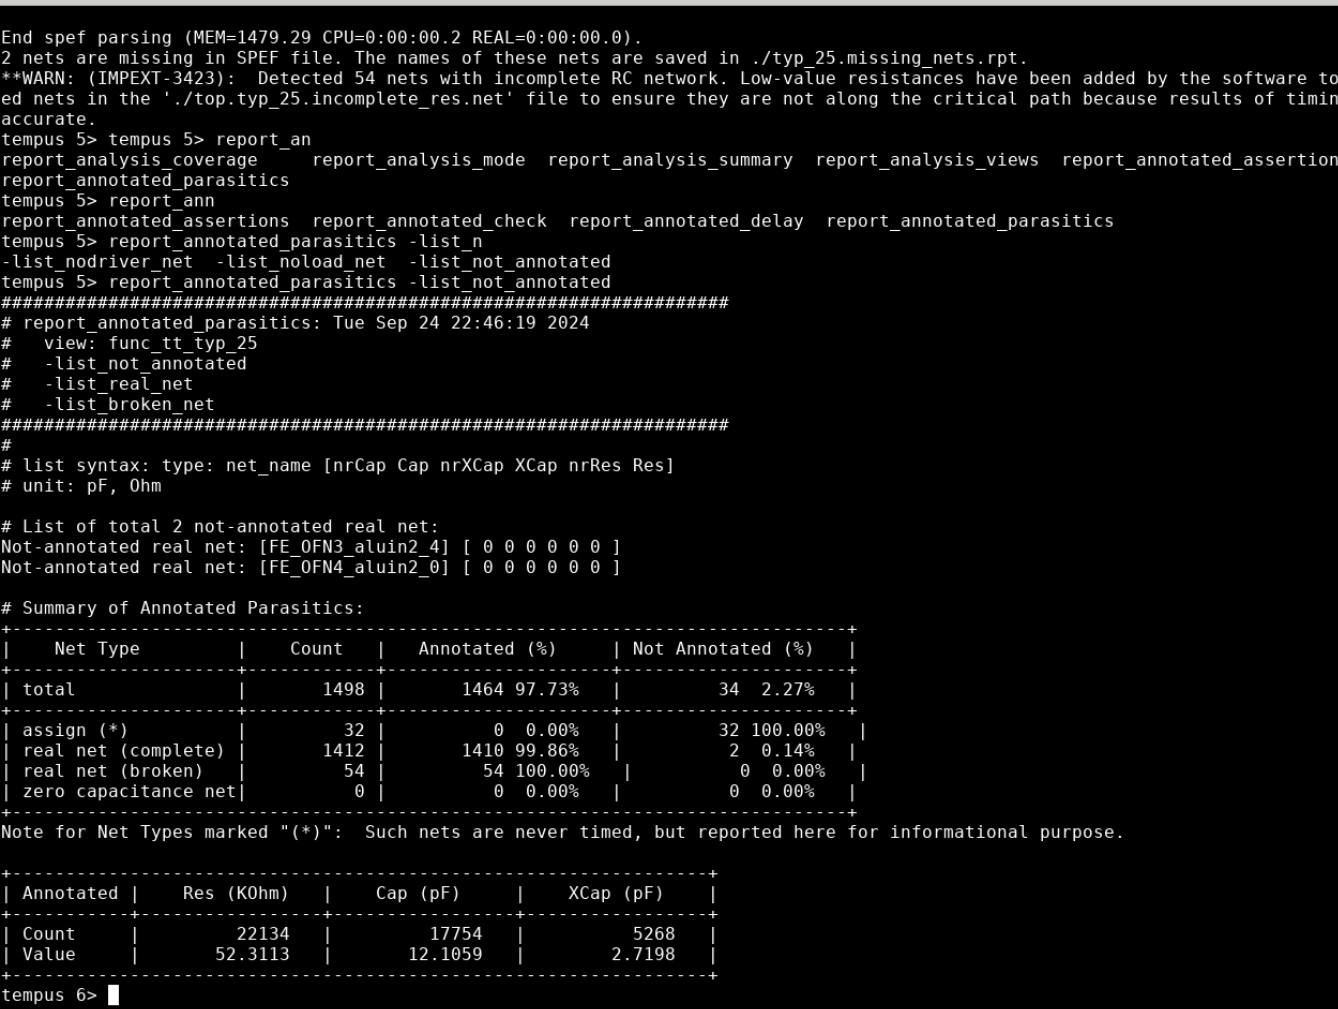 End spef parsing (MEM=1479.29 CPU=0:00:00.2 REAL=0:00:00.0).
2 nets are missing in SPEF file. The names of these nets are saved in ./typ_25.missing_nets.rpt.
**WARN: (IMPEXT-3423):  Detected 54 nets with incomplete RC network. Low-value resistances have been added by the software to
ed nets in the './top.typ_25.incomplete_res.net' file to ensure they are not along the critical path because results of timin
accurate.
tempus 5> tempus 5> report_an
report_analysis_coverage     report_analysis_mode  report_analysis_summary  report_analysis_views  report_annotated_assertion
report_annotated_parasitics
tempus 5> report_ann
report_annotated_assertions  report_annotated_check  report_annotated_delay  report_annotated_parasitics
tempus 5> report_annotated_parasitics -list_n
-list_nodriver_net  -list_noload_net  -list_not_annotated
tempus 5> report_annotated_parasitics -list_not_annotated
####################################################################
# report_annotated_parasitics: Tue Sep 24 22:46:19 2024
#   view: func_tt_typ_25
#   -list_not_annotated
#   -list_real_net
#   -list_broken_net
####################################################################
#
# list syntax: type: net_name [nrCap Cap nrXCap XCap nrRes Res]
# unit: pF, Ohm
# List of total 2 not-annotated real net:
Not-annotated real net: [FE_OFN3_aluin2_4] [ 0 0 0 0 0 0 ]
Not-annotated real net: [FE_OFN4_aluin2_0] [ 0 0 0 0 0 0 ]
# Summary of Annotated Parasitics:
+------------------------------------------------------------------------------+
|    Net Type         |    Count   |   Annotated (%)     | Not Annotated (%)   |
+---------------------+------------+---------------------+---------------------+
| total               |       1498 |       1464 97.73%   |         34  2.27%   |
+---------------------+------------+---------------------+---------------------+
| assign (*)          |         32 |          0  0.00%   |         32 100.00%   |
| real net (complete) |       1412 |       1410 99.86%   |          2  0.14%   |
| real net (broken)   |         54 |         54 100.00%   |          0  0.00%   |
| zero capacitance net|          0 |          0  0.00%   |          0  0.00%   |
+------------------------------------------------------------------------------+
Note for Net Types marked "(*)":  Such nets are never timed, but reported here for informational purpose.
+-----------------------------------------------------------------+
| Annotated |    Res (KOhm)   |    Cap (pF)     |    XCap (pF)    |
+-----------+-----------------+-----------------+-----------------+
| Count     |         22134   |         17754   |          5268   |
| Value     |       52.3113   |       12.1059   |        2.7198   |
+-----------------------------------------------------------------+
tempus 6>